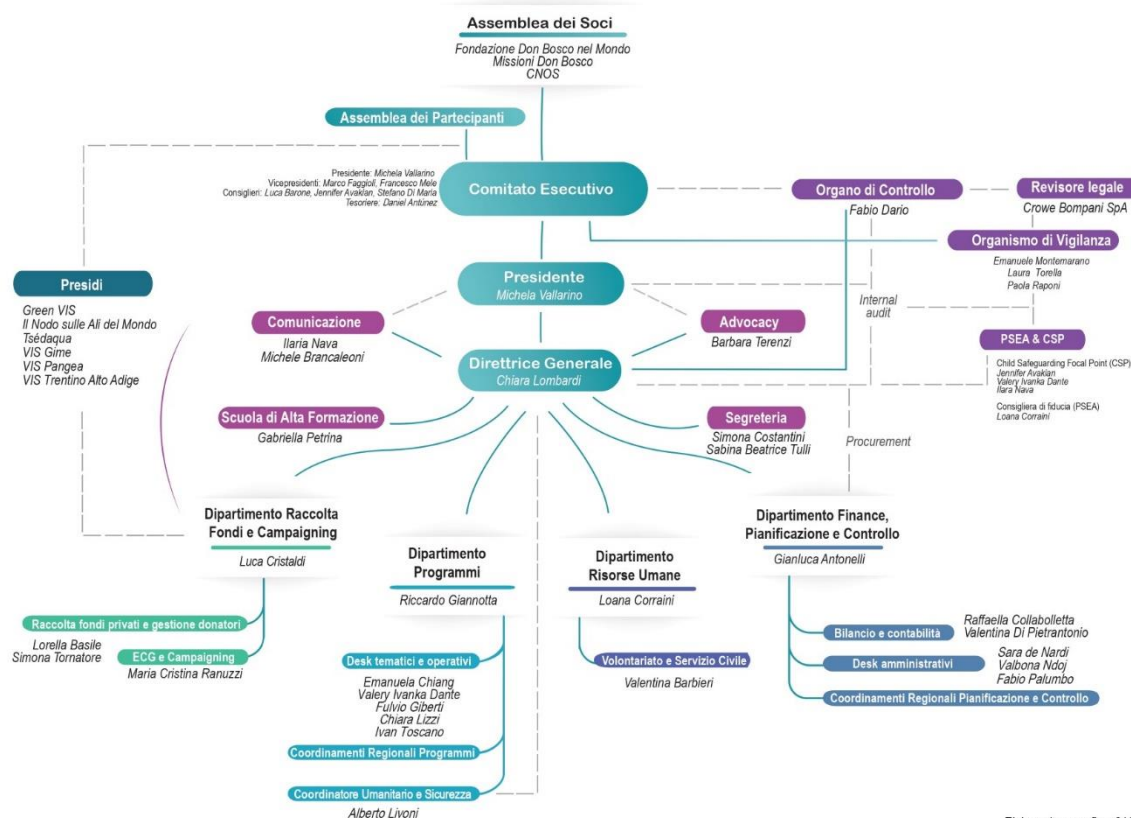 Assemblea dei Soci
Fondazione Don Bosco nel Mondo
Missioni Don Bosco
CNOS
Assemblea dei Partecipanti
Presidente: Michela Vallarino
Vicepresidenti: Marco Faggioli, Francesco Mele
Consiglieri: Luca Barone, Jennifer Avakian, Stefano Di Maria
Tesoriere: Daniel Antúnez
Comitato Esecutivo
Organo di Controllo
Fabio Dario
Revisore legale
Crowe Bompani SpA
Organismo di Vigilanza
Emanuele Montemarano
Laura Torella
Paola Raponi
Presidi
Green VIS
Il Nodo sulle Ali del Mondo
Tsédaqua
VIS Gime
VIS Pangea
VIS Trentino Alto Adige
Presidente
Michela Vallarino
Internal
audit
Comunicazione
Ilaria Nava
Michele Brancaleoni
Advocacy
Barbara Terenzi
PSEA & CSP
Child Safeguarding Focal Point (CSP)
Jennifer Avakian
Valery Ivanka Dante
Ilara Nava
Consigliera di fiducia (PSEA)
Loana Corraini
Direttrice Generale
Chiara Lombardi
Scuola di Alta Formazione
Gabriella Petrina
Segreteria
Simona Costantini
Sabina Beatrice Tulli
Procurement
Dipartimento Raccolta
Fondi e Campaigning
Luca Cristaldi
Dipartimento
Programmi
Riccardo Giannotta
Dipartimento
Risorse Umane
Loana Corraini
Dipartimento Finance,
Pianificazione e Controllo
Gianluca Antonelli
Raccolta fondi privati e gestione donatori
Lorella Basile
Simona Tornatore
ECG e Campaigning
Maria Cristina Ranuzzi
Desk tematici e operativi
Emanuela Chiang
Valery Ivanka Dante
Fulvio Giberti
Chiara Lizzi
Ivan Toscano
Coordinamenti Regionali Programmi
Coordinatore Umanitario e Sicurezza
Alberto Livoni
Volontariato e Servizio Civile
Valentina Barbieri
Bilancio e contabilità
Raffaella Collabolletta
Valentina Di Pietrantonio
Desk amministrativi
Sara de Nardi
Valbona Ndoj
Fabio Palumbo
Coordinamenti Regionali Pianificazione e Controllo